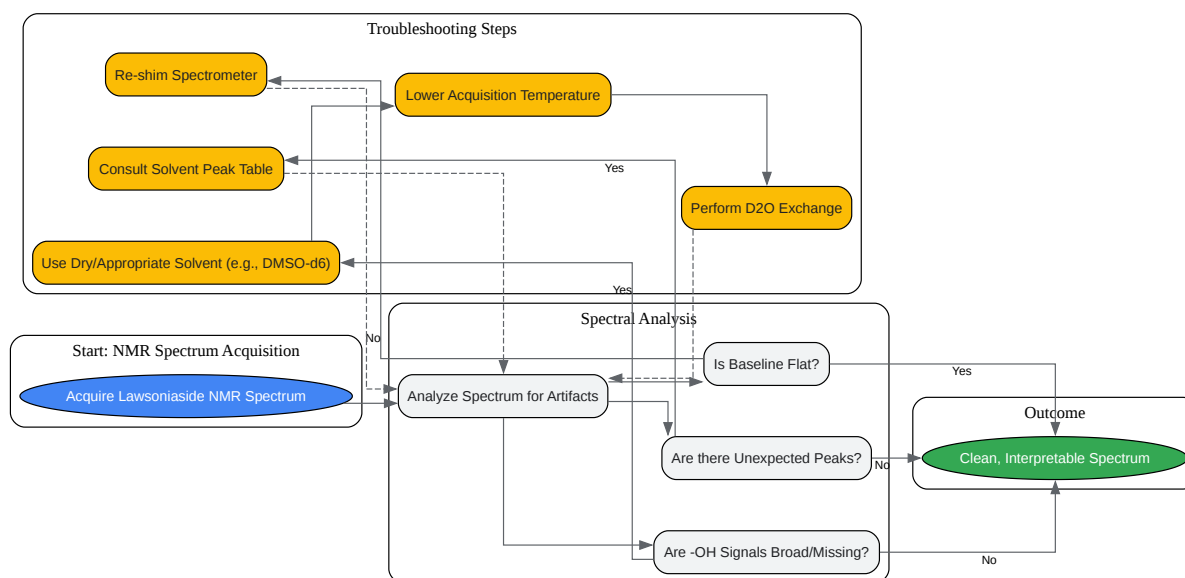 Troubleshooting Steps
Re-shim Spectrometer
Lower Acquisition Temperature
Consult Solvent Peak Table
Yes
Perform D2O Exchange
Use Dry/Appropriate Solvent (e.g., DMSO-d6)
Yes
Spectral Analysis
No
Start: NMR Spectrum Acquisition
Is Baseline Flat?
Yes
Acquire Lawsoniaside NMR Spectrum
Analyze Spectrum for Artifacts
Outcome
Are there Unexpected Peaks?
No
Clean, Interpretable Spectrum
Are -OH Signals Broad/Missing?
No